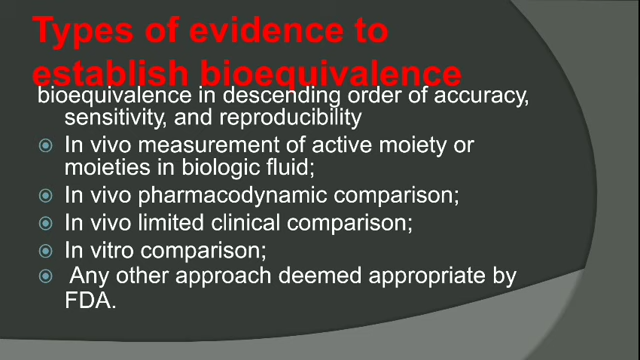 Types of evidence to
establish bioequivalence
bioequivalence in descending order of accuracy,
sensitivity, and reproducibility
In vivo measurement of active moiety or
moieties in biologic fluid;
In vivo pharmacodynamic comparison;
In vivo limited clinical comparison;
In vitro comparison;
Any other approach deemed appropriate by
FDA.